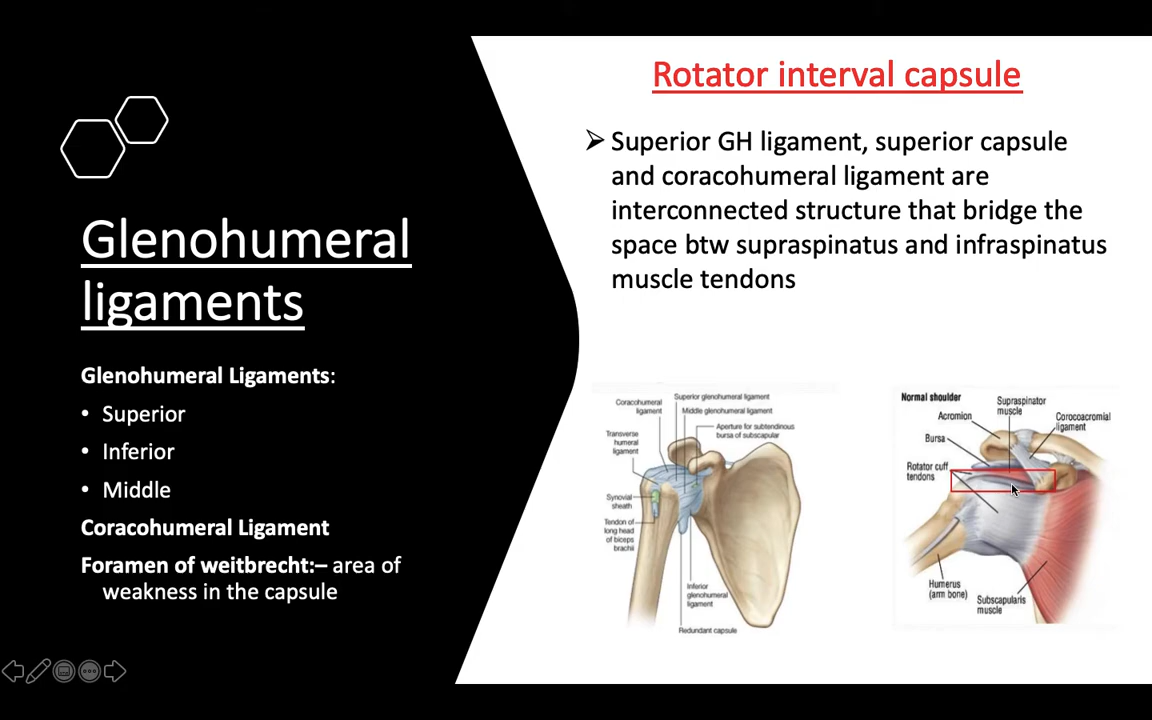 Glenohumeral
ligaments
Glenohumeral Ligaments:
• Superior
• Inferior
• Middle
Coracohumeral Ligament
Foramen of weitbrecht:– area of
weakness in the capsule
Rotator interval capsule
➢ Superior GH ligament, superior capsule
and coracohumeral ligament are
interconnected structure that bridge the
space btw supraspinatus and infraspinatus
muscle tendons
Superior glenohumeral ligament
Coracohumeral
ligament
Middle glenohumeral ligament
Aperture for subtendinous
bursa of subscapular
Transverse
humeral
ligament
Synovial
sheath
Tendon of
long head
of biceps
brachii
Inferior
glenohumeral
ligament
Redundant capsule
Normal shoulder
Supraspinator
muscle
Acromion
Corocoacromial
ligament
Bursa
Rotator cuff
tendons
Humerus
(arm bone)
Subscapularis
muscle